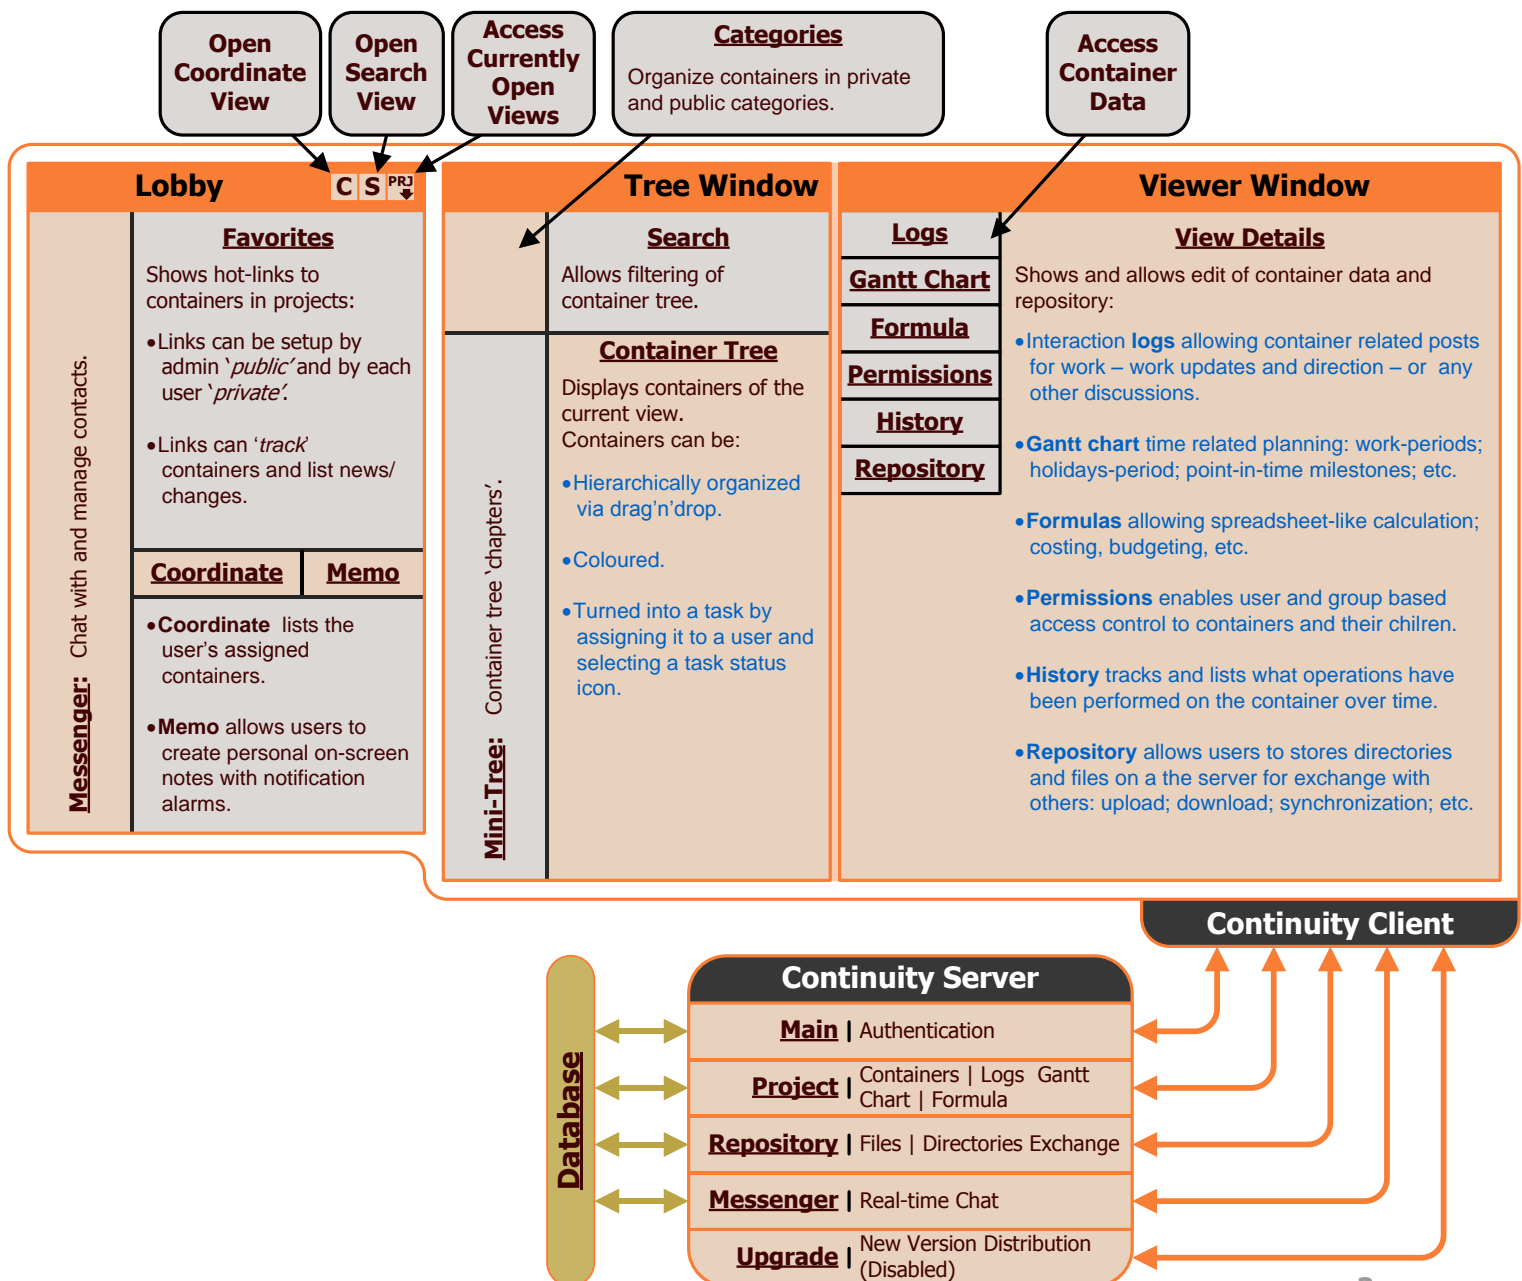 Open
Coordinate
View
Open
Search
View
Access
Currently
Open
Views
Categories
Organize containers in private
and public categories.
Access
Container
Data
Lobby
C S PRJ
Tree Window
Viewer Window
Messenger: Chat with and manage contacts.
Favorites
Shows hot-links to
containers in projects:
•Links can be setup by
admin ‘public’ and by each
user ‘private’.
•Links can ‘track’
containers and list news/
changes.
Coordinate
Memo
•Coordinate lists the
user’s assigned
containers.
•Memo allows users to
create personal on-screen
notes with notification
alarms.
Mini-Tree: Container tree ‘chapters’.
Search
Allows filtering of
container tree.
Container Tree
Displays containers of the
current view.
Containers can be:
•Hierarchically organized
via drag’n’drop.
•Coloured.
•Turned into a task by
assigning it to a user and
selecting a task status
icon.
Logs
Gantt Chart
Formula
Permissions
History
Repository
View Details
Shows and allows edit of container data and
repository:
•Interaction logs allowing container related posts
for work – work updates and direction – or any
other discussions.
•Gantt chart time related planning: work-periods;
holidays-period; point-in-time milestones; etc.
•Formulas allowing spreadsheet-like calculation;
costing, budgeting, etc.
•Permissions enables user and group based
access control to containers and their chilren.
•History tracks and lists what operations have
been performed on the container over time.
•Repository allows users to stores directories
and files on a the server for exchange with
others: upload; download; synchronization; etc.
Continuity Client
Database
Continuity Server
Main | Authentication
Project | Containers | Logs Gantt
Chart | Formula
Repository | Files | Directories Exchange
Messenger | Real-time Chat
Upgrade | New Version Distribution
(Disabled)